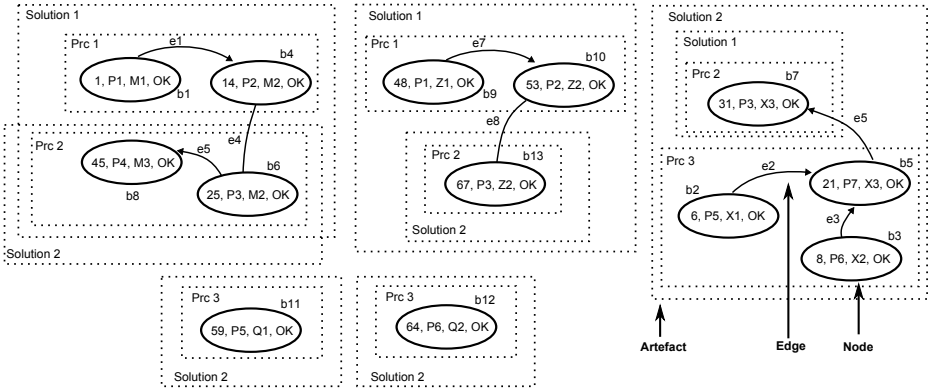 Solution 1
Prc 1
e1
b4
1, P1, M1, OK
14, P2, M2, OK
b1
e4
Prc 2
e5
b6
45, P4, M3, OK
25, P3, M2, OK
b8
Solution 2
Solution 1
Prc 1
e7
b10
48, P1, Z1, OK
53, P2, Z2, OK
b9
e8
Prc 2
b13
67, P3, Z2, OK
Solution 2
Solution 2
Solution 1
Prc 2
b7
31, P3, X3, OK
e5
Prc 3
e2
b5
b2
21, P7, X3, OK
6, P5, X1, OK
e3
b3
8, P6, X2, OK
Artefact
Edge
Node
Prc 3
b11
59, P5, Q1, OK
Solution 2
Prc 3
b12
64, P6, Q2, OK
Solution 2